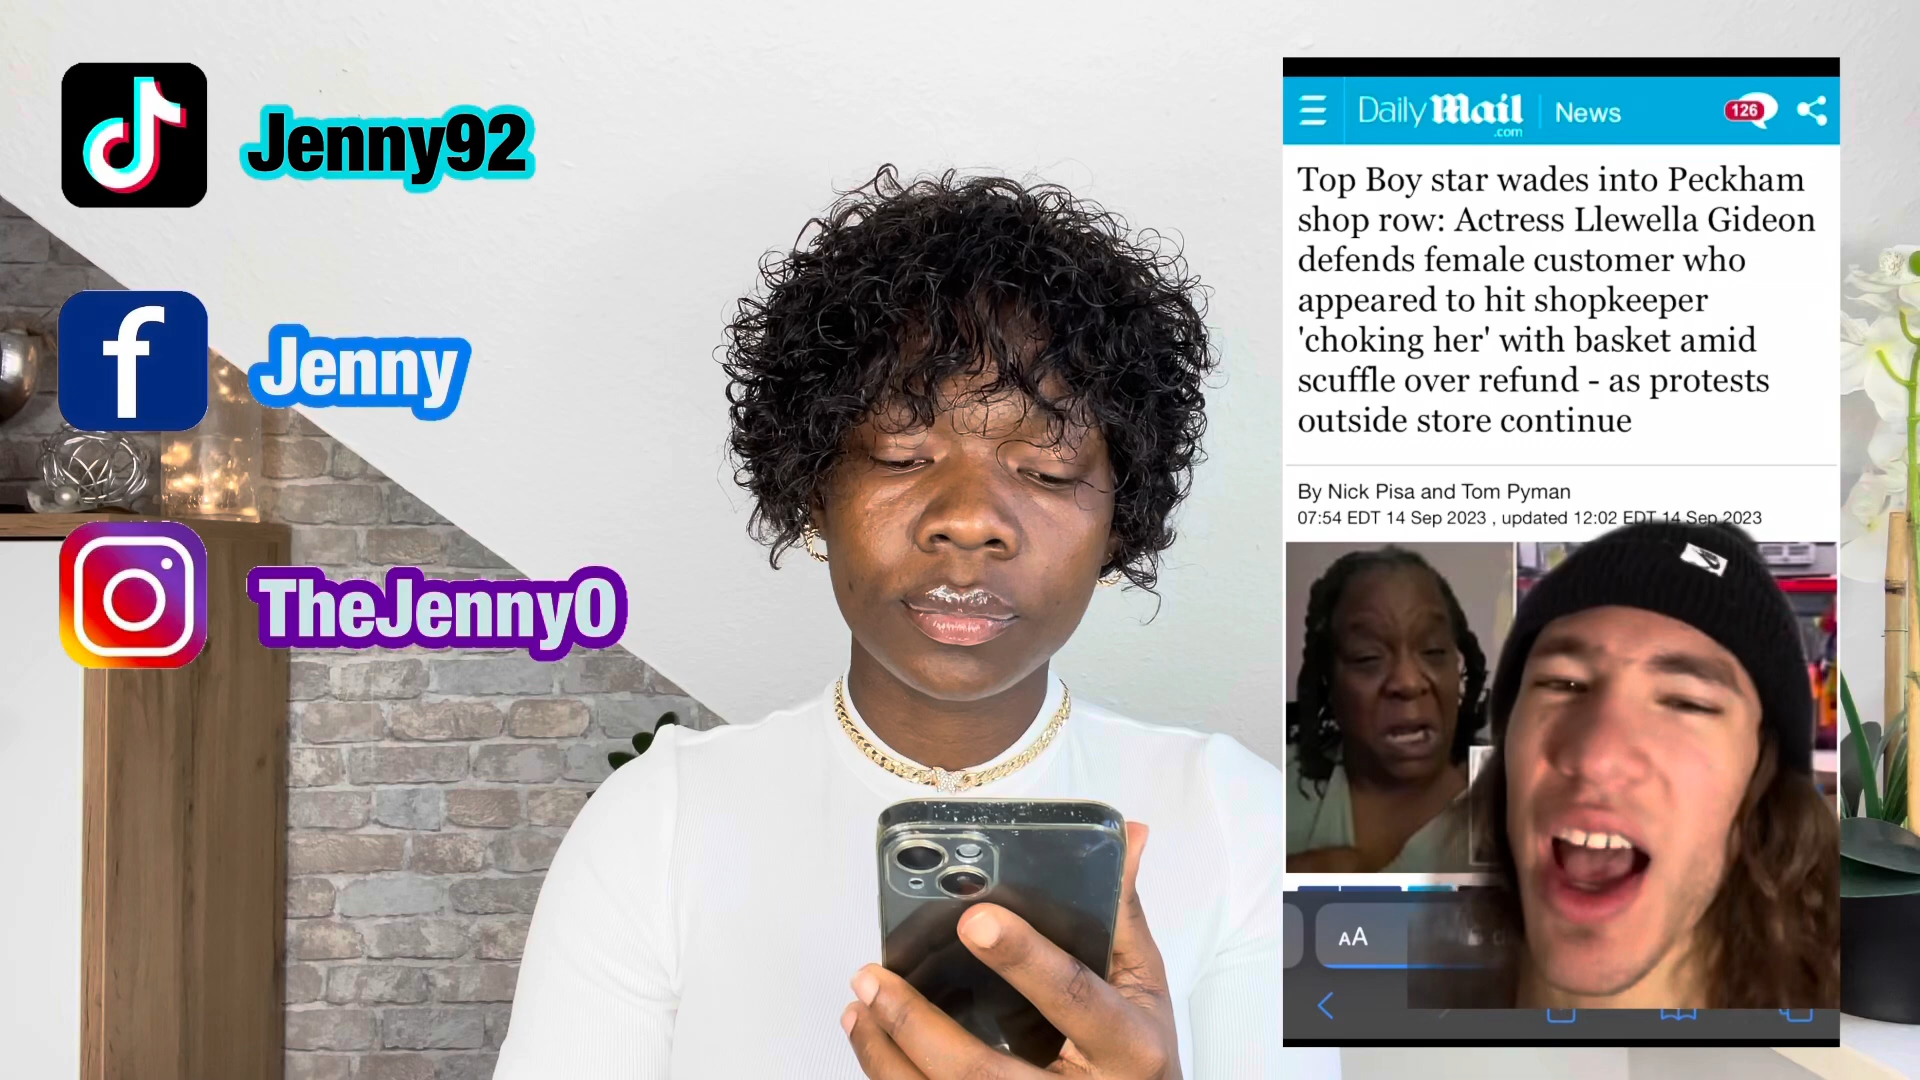 Jenny92
Jenny
TheJenny0
Daily Mail
.com
News
126
Top Boy star wades into Peckham
shop row: Actress Llewella Gideon
defends female customer who
appeared to hit shopkeeper
'choking her' with basket amid
scuffle over refund - as protests
outside store continue
By Nick Pisa and Tom Pyman
07:54 EDT 14 Sep 2023 , updated 12:02 EDT 14 Sep 2023
AA